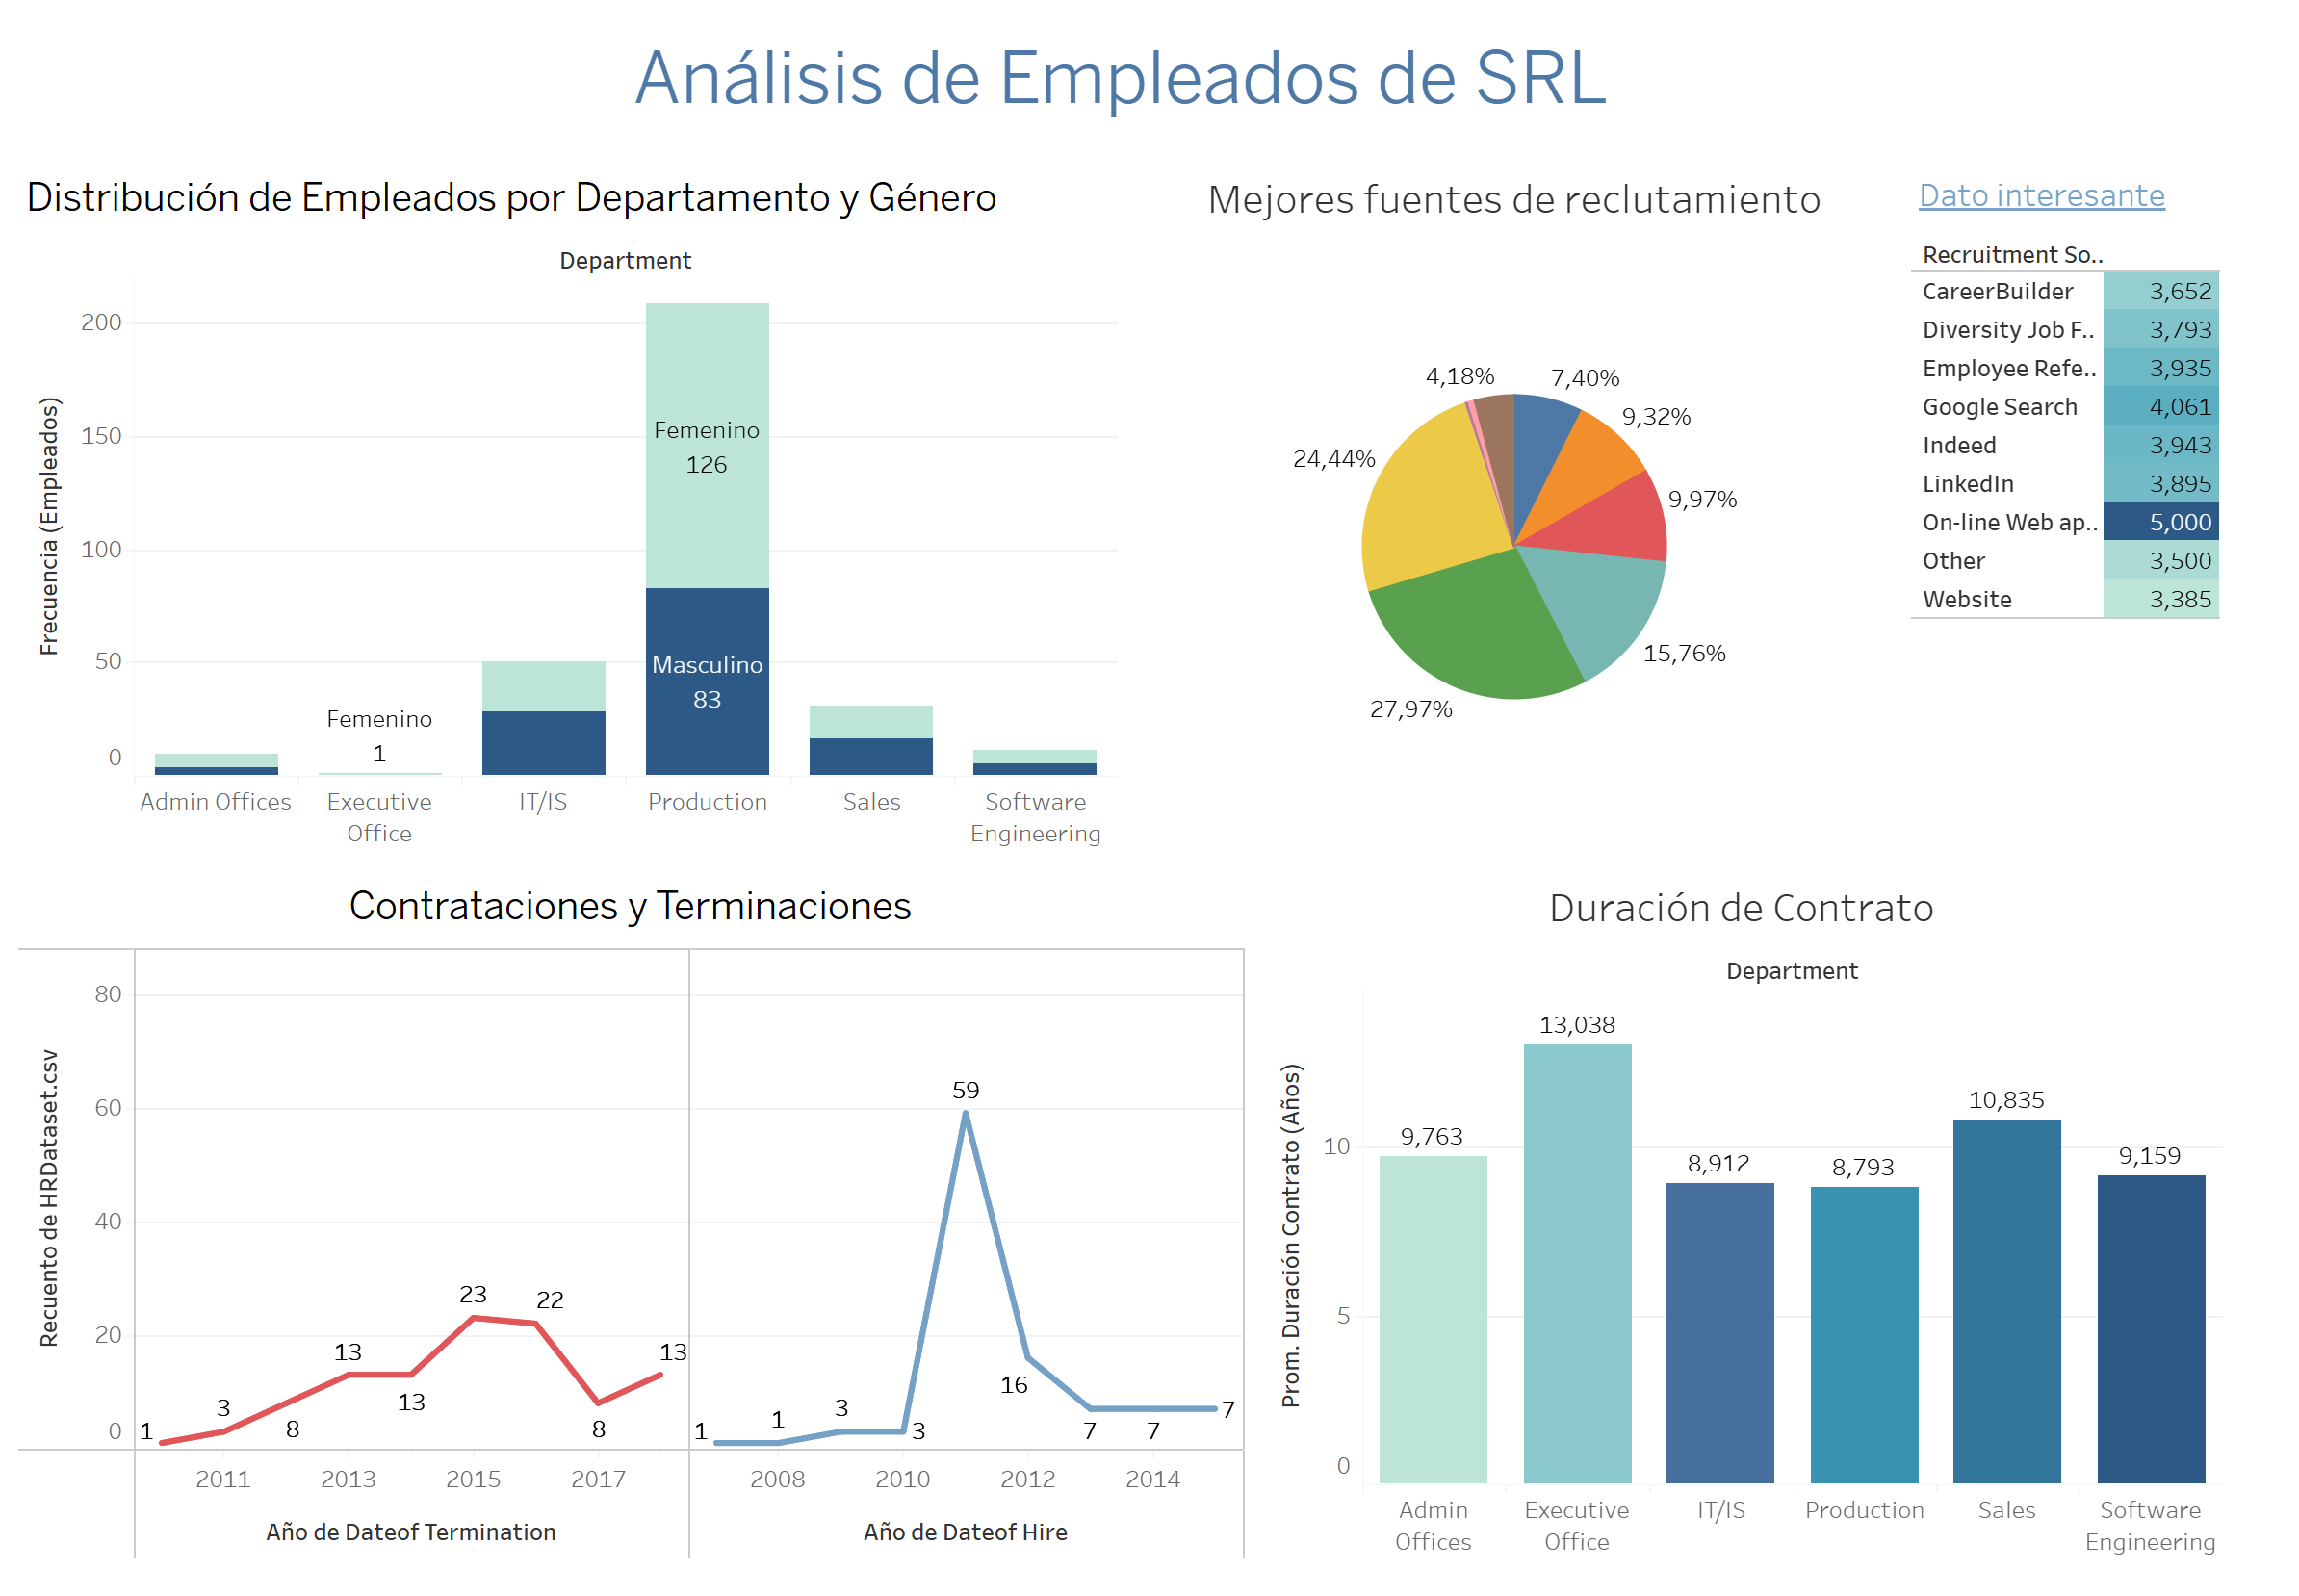 Análisis de Empleados de SRL
Distribución de Empleados por Departamento y Género
Department
Frecuencia (Empleados)
200
150
100
50
0
Femenino
126
Masculino
83
Femenino
1
Admin Offices
Executive
Office
IT/IS
Production
Sales
Software
Engineering
Mejores fuentes de reclutamiento
4,18%
7,40%
9,32%
24,44%
9,97%
15,76%
27,97%
Dato interesante
Recruitment So..
CareerBuilder 3,652
Diversity Job F.. 3,793
Employee Refe.. 3,935
Google Search 4,061
Indeed 3,943
LinkedIn 3,895
On-line Web ap.. 5,000
Other 3,500
Website 3,385
Contrataciones y Terminaciones
Recuento de HRDataset.csv
80
60
40
20
0
1
3
8
13
13
23
22
8
13
2011
2013
2015
2017
Año de Dateof Termination
1
1
3
3
59
16
7
7
7
2008
2010
2012
2014
Año de Dateof Hire
Duración de Contrato
Department
Prom. Duración Contrato (Años)
10
5
0
9,763
13,038
8,912
8,793
10,835
9,159
Admin
Offices
Executive
Office
IT/IS
Production
Sales
Software
Engineering